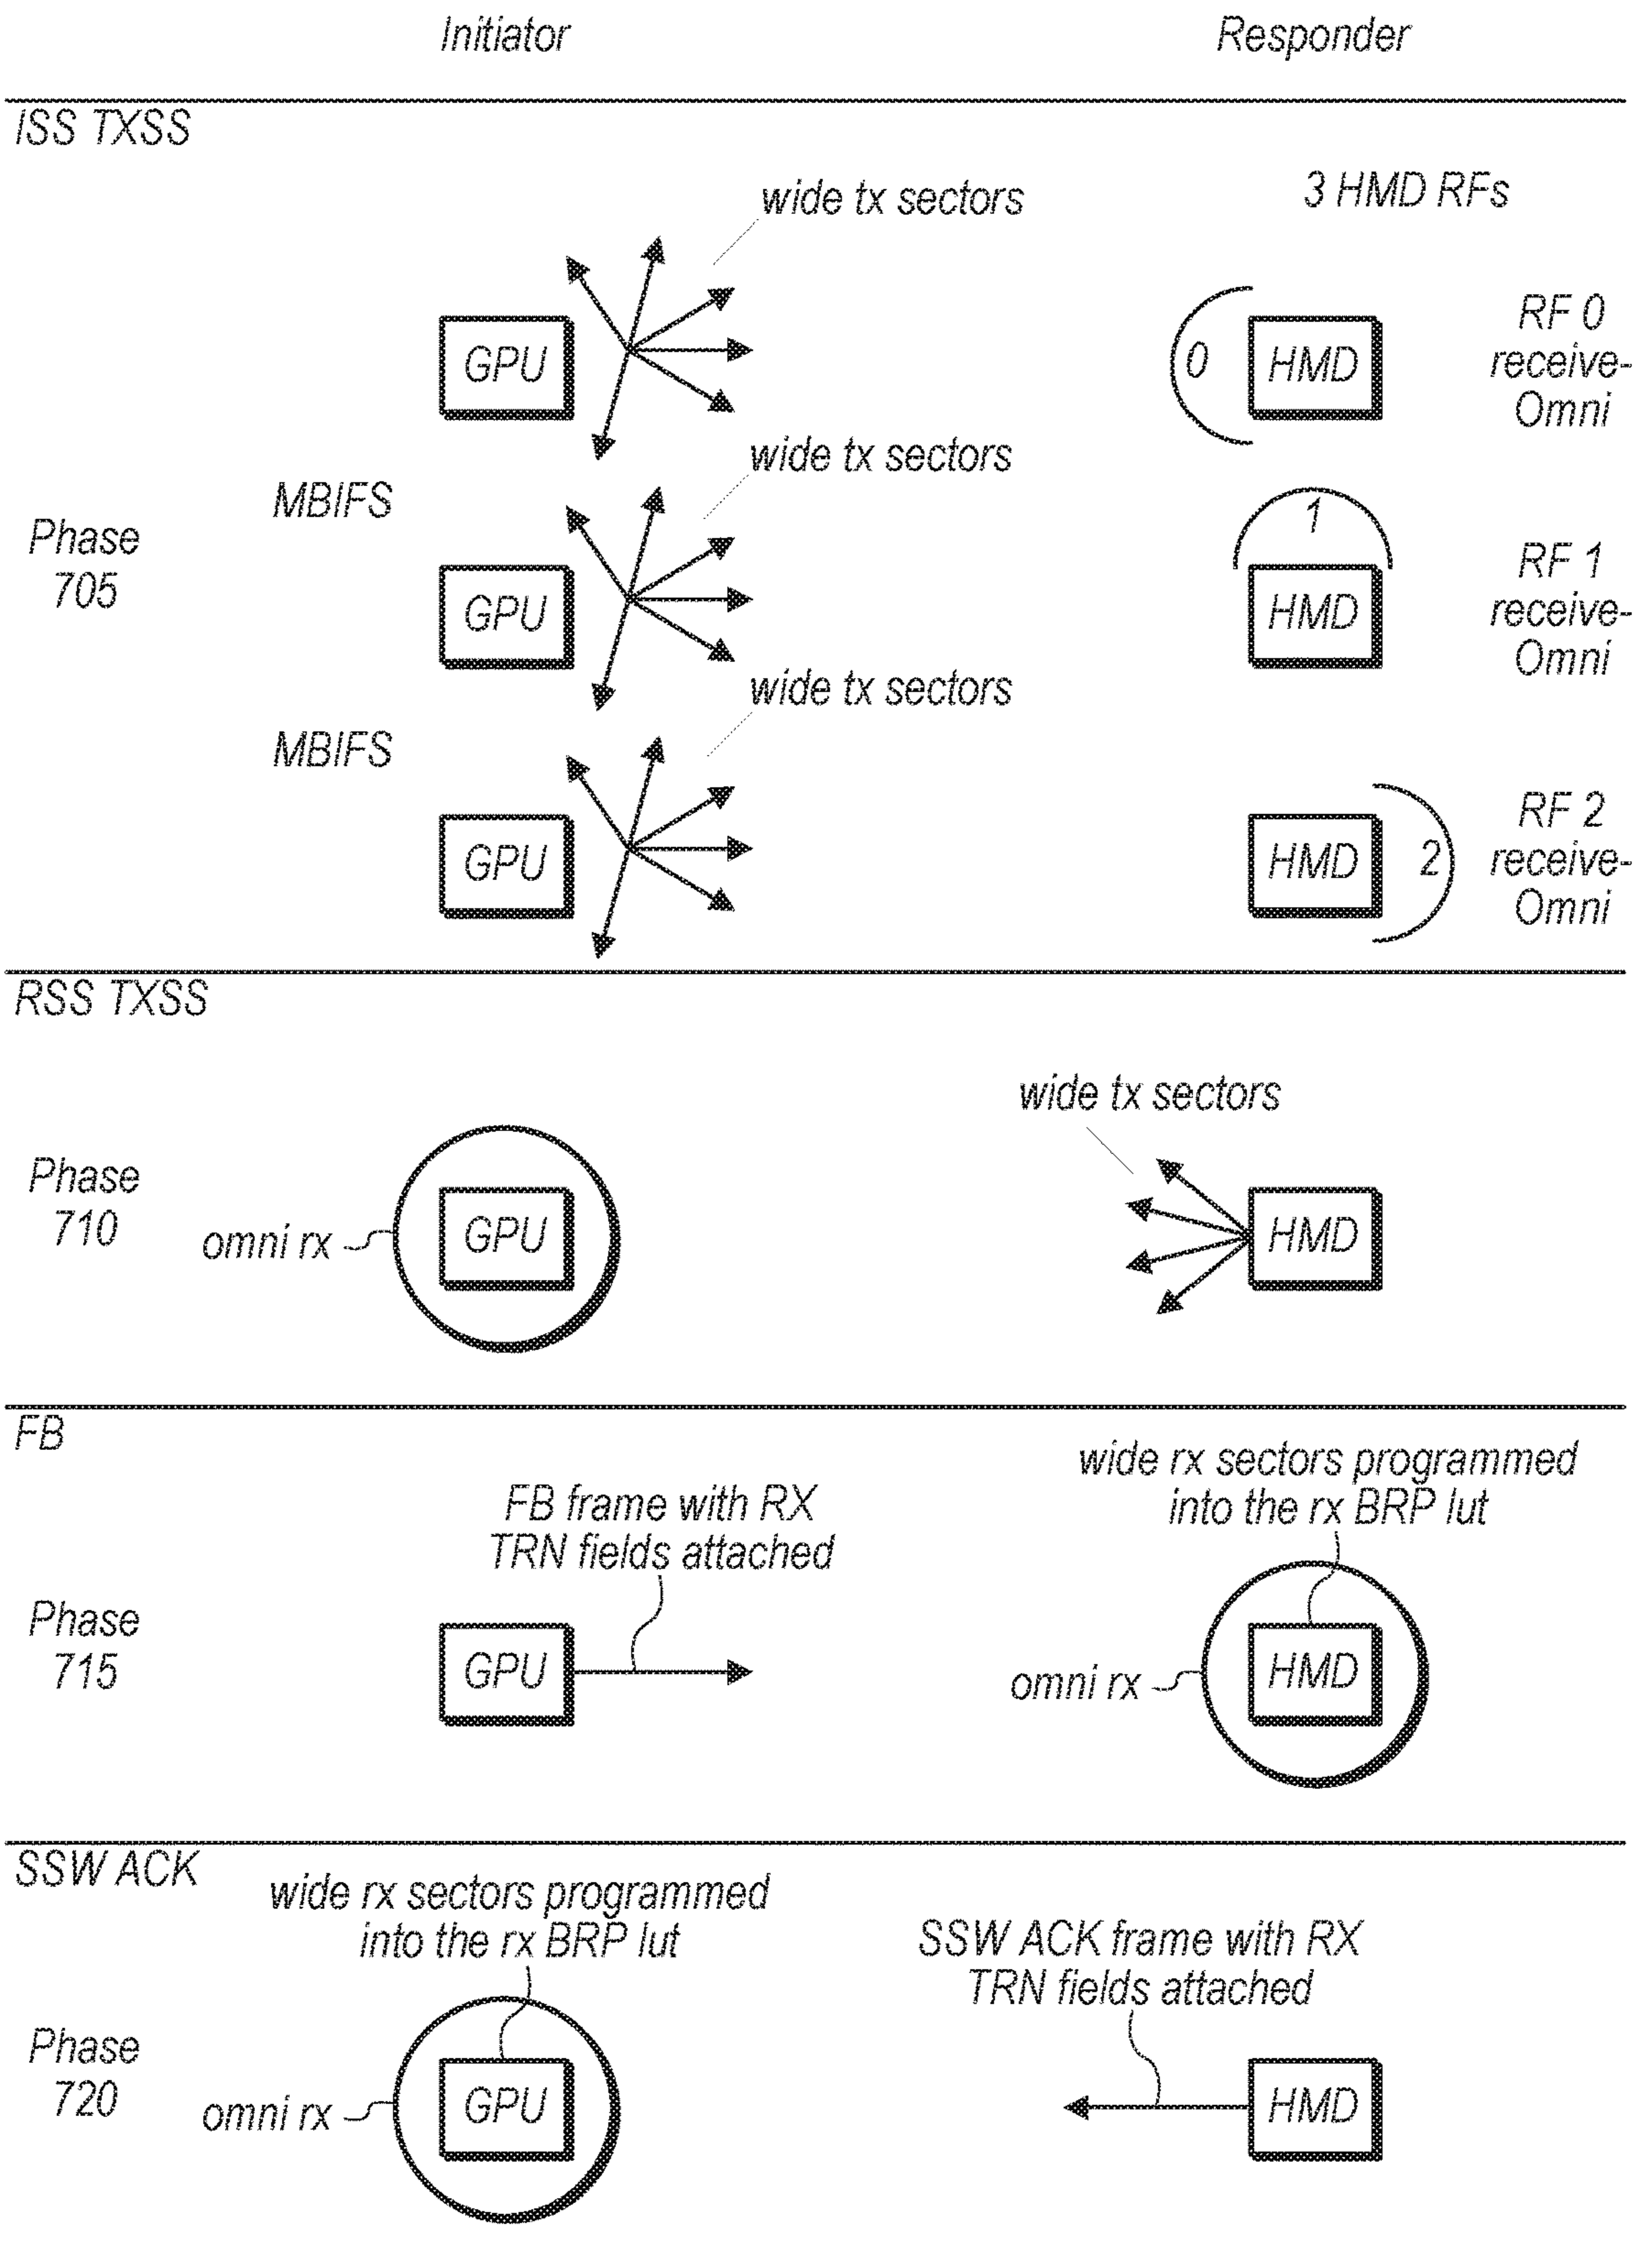 Initiator
Responder
ISS TXSS
wide tx sectors
3 HMD RFs
GPU
0
HMD
RF 0
receive-
Omni
MBIFS
wide tx sectors
Phase
705
GPU
1
HMD
RF 1
receive-
Omni
MBIFS
wide tx sectors
GPU
HMD
2
RF 2
receive-
Omni
RSS TXSS
wide tx sectors
Phase
710
omni rx
GPU
HMD
FB
FB frame with RX
TRN fields attached
wide rx sectors programmed
into the rx BRP lut
Phase
715
GPU
omni rx
HMD
SSW ACK
wide rx sectors programmed
into the rx BRP lut
SSW ACK frame with RX
TRN fields attached
Phase
720
omni rx
GPU
HMD